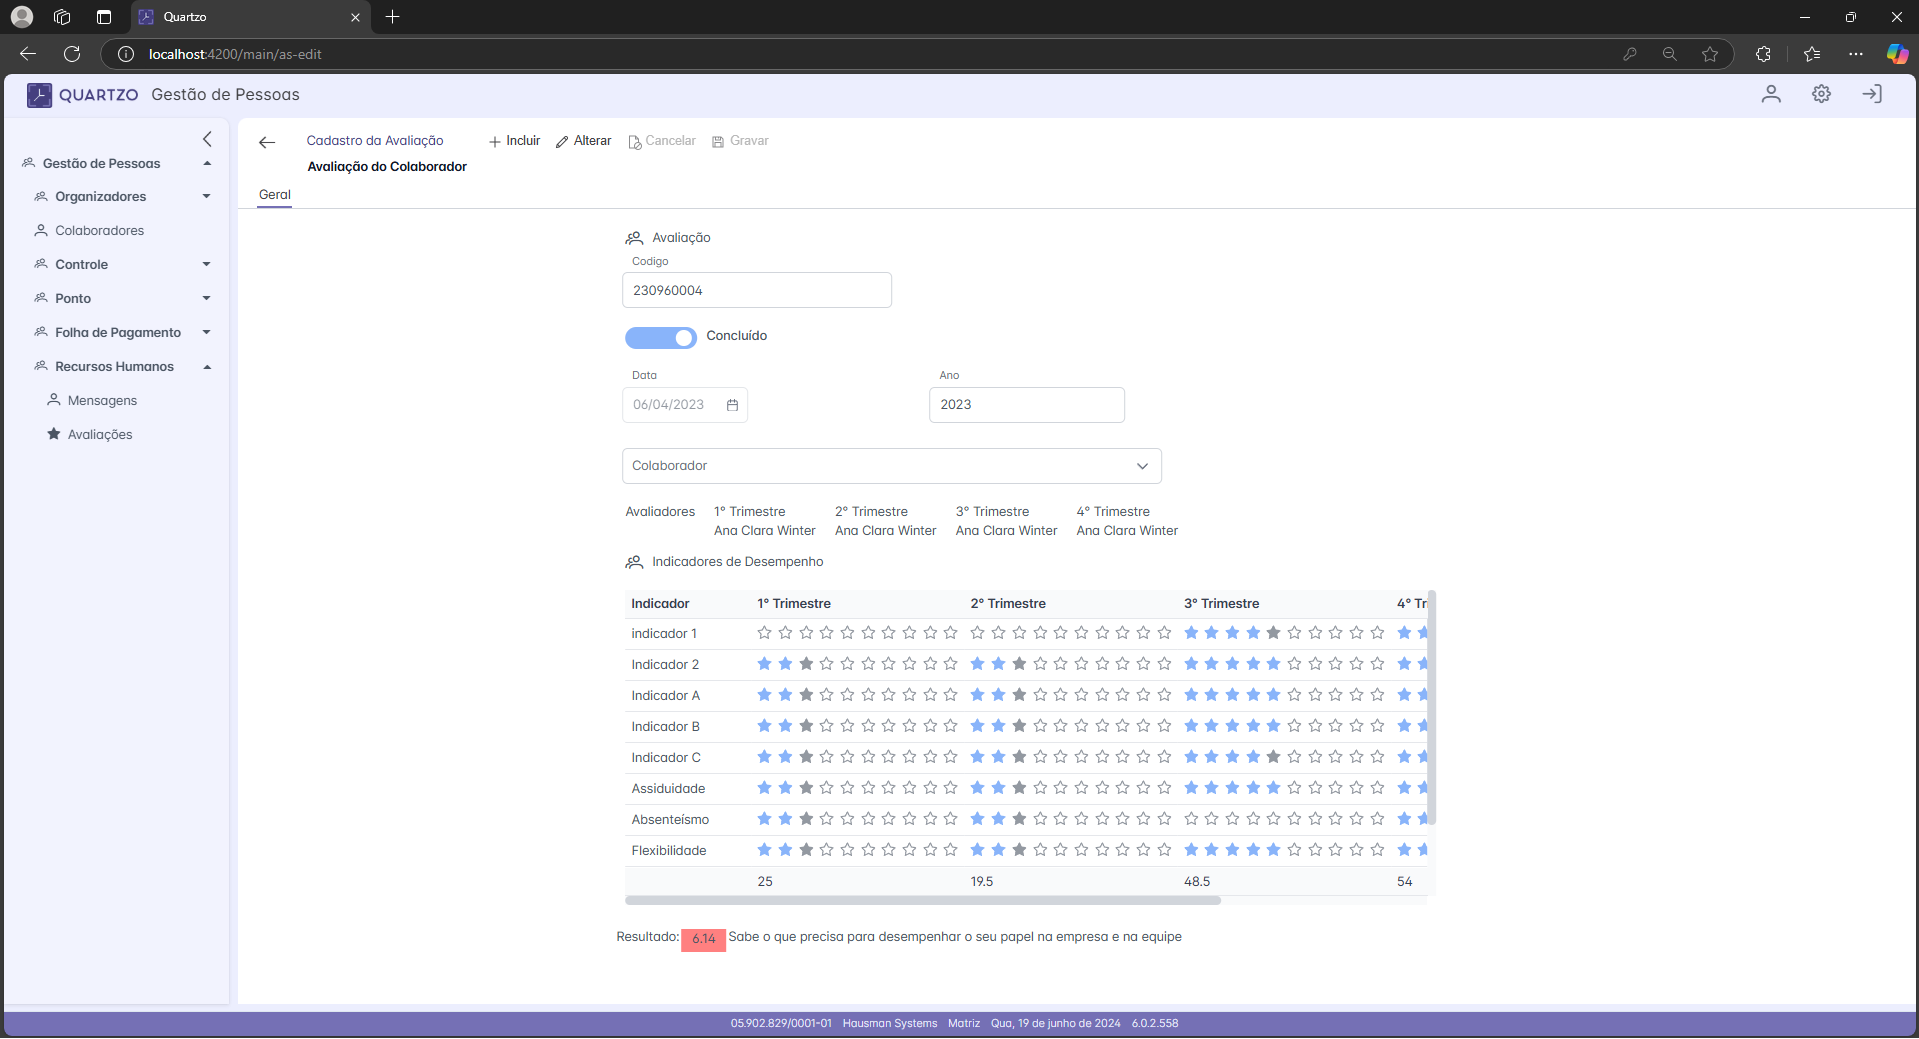 Quartzo
localhost:4200/main/as-edit
QUARTZO Gestão de Pessoas
Gestão de Pessoas
Organizadores
Colaboradores
Controle
Ponto
Folha de Pagamento
Recursos Humanos
Mensagens
Avaliações
Cadastro da Avaliação Incluir Alterar Cancelar Gravar
Avaliação do Colaborador
Geral
Avaliação
Codigo
230960004
Concluído
Data Ano
06/04/2023 2023
Colaborador
Avaliadores 1° Trimestre 2° Trimestre 3° Trimestre 4° Trimestre
Ana Clara Winter Ana Clara Winter Ana Clara Winter Ana Clara Winter
Indicadores de Desempenho
Indicador 1° Trimestre 2° Trimestre 3° Trimestre 4° Tr
indicador 1
Indicador 2
Indicador A
Indicador B
Indicador C
Assiduidade
Absenteísmo
Flexibilidade
25 19.5 48.5 54
Resultado: 6.14 Sabe o que precisa para desempenhar o seu papel na empresa e na equipe
05.902.829/0001-01 Hausman Systems Matriz Qua, 19 de junho de 2024 6.0.2.558